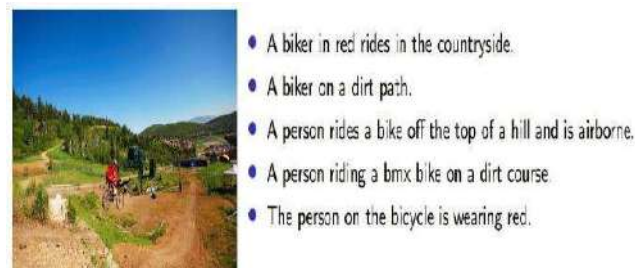 A biker in red rides in the countryside.
A biker on a dirt path.
A person rides a bike off the top of a hill and is airborne.
A person riding a bmx bike on a dirt course
The person on the bicycle is wearing red.